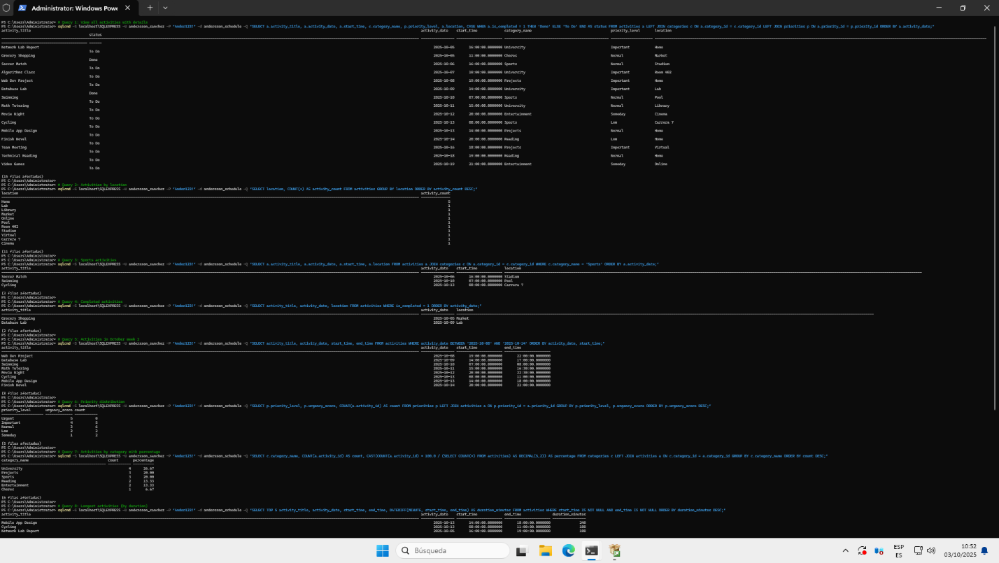 Administrator: Windows Powe
PS C:\Users\Administrator> # Query 1: View all activities with details
PS C:\Users\Administrator> sqlcmd -S localhost\SQLEXPRESS -U andersson_sanchez -P "Ander123!" -d andersson_schedule -Q "SELECT a.activity_title, a.activity_date, a.start_time, c.category_name, p.priority_level, a.location, CASE WHEN a.is_completed = 1 THEN 'Done' ELSE 'To Do' END AS status FROM activities a LEFT JOIN categories c ON a.category_id = c.category_id LEFT JOIN priorities p ON a.priority_id = p.priority_id ORDER BY a.activity_date;"
activity_title activity_date start_time category_name priority_level location
status
Network Lab Report 2025-10-05 16:00:00.0000000 University Important Home
To Do
Grocery Shopping 2025-10-05 11:00:00.0000000 Chores Normal Market
Done
Soccer Match 2025-10-06 16:00:00.0000000 Sports Normal Stadium
To Do
Algorithms Class 2025-10-07 10:00:00.0000000 University Important Room 402
To Do
Web Dev Project 2025-10-08 19:00:00.0000000 Projects Important Home
To Do
Database Lab 2025-10-09 14:00:00.0000000 University Important Lab
Done
Swimming 2025-10-10 07:00:00.0000000 Sports Normal Pool
To Do
Math Tutoring 2025-10-11 15:00:00.0000000 University Normal Library
To Do
Movie Night 2025-10-12 20:00:00.0000000 Entertainment Someday Cinema
To Do
Cycling 2025-10-13 08:00:00.0000000 Sports Low Carrera 7
To Do
Mobile App Design 2025-10-13 14:00:00.0000000 Projects Normal Home
To Do
Finish Novel 2025-10-14 20:00:00.0000000 Reading Low Home
To Do
Team Meeting 2025-10-16 18:00:00.0000000 Projects Important Virtual
To Do
Technical Reading 2025-10-18 19:00:00.0000000 Reading Normal Home
To Do
Video Games 2025-10-19 21:00:00.0000000 Entertainment Someday Online
To Do
(15 filas afectadas)
PS C:\Users\Administrator>
PS C:\Users\Administrator> # Query 2: Activities by location
PS C:\Users\Administrator> sqlcmd -S localhost\SQLEXPRESS -U andersson_sanchez -P "Ander123!" -d andersson_schedule -Q "SELECT location, COUNT(*) AS activity_count FROM activities GROUP BY location ORDER BY activity_count DESC;"
location activity_count
Home 5
Lab 1
Library 1
Market 1
Online 1
Pool 1
Room 402 1
Stadium 1
Virtual 1
Carrera 7 1
Cinema 1
(11 filas afectadas)
PS C:\Users\Administrator>
PS C:\Users\Administrator> # Query 3: Sports activities
PS C:\Users\Administrator> sqlcmd -S localhost\SQLEXPRESS -U andersson_sanchez -P "Ander123!" -d andersson_schedule -Q "SELECT a.activity_title, a.activity_date, a.start_time, a.location FROM activities a JOIN categories c ON a.category_id = c.category_id WHERE c.category_name = 'Sports' ORDER BY a.activity_date;"
activity_title activity_date start_time location
Soccer Match 2025-10-06 16:00:00.0000000 Stadium
Swimming 2025-10-10 07:00:00.0000000 Pool
Cycling 2025-10-13 08:00:00.0000000 Carrera 7
(3 filas afectadas)
PS C:\Users\Administrator>
PS C:\Users\Administrator> # Query 4: Completed activities
PS C:\Users\Administrator> sqlcmd -S localhost\SQLEXPRESS -U andersson_sanchez -P "Ander123!" -d andersson_schedule -Q "SELECT activity_title, activity_date, location FROM activities WHERE is_completed = 1 ORDER BY activity_date;"
activity_title activity_date location
Grocery Shopping 2025-10-05 Market
Database Lab 2025-10-09 Lab
(2 filas afectadas)
PS C:\Users\Administrator>
PS C:\Users\Administrator> # Query 5: Activities in October week 2
PS C:\Users\Administrator> sqlcmd -S localhost\SQLEXPRESS -U andersson_sanchez -P "Ander123!" -d andersson_schedule -Q "SELECT activity_title, activity_date, start_time, end_time FROM activities WHERE activity_date BETWEEN '2025-10-08' AND '2025-10-14' ORDER BY activity_date, start_time;"
activity_title activity_date start_time end_time
Web Dev Project 2025-10-08 19:00:00.0000000 22:00:00.0000000
Database Lab 2025-10-09 14:00:00.0000000 17:00:00.0000000
Swimming 2025-10-10 07:00:00.0000000 08:00:00.0000000
Math Tutoring 2025-10-11 15:00:00.0000000 16:30:00.0000000
Movie Night 2025-10-12 20:00:00.0000000 22:30:00.0000000
Cycling 2025-10-13 08:00:00.0000000 11:00:00.0000000
Mobile App Design 2025-10-13 14:00:00.0000000 18:00:00.0000000
Finish Novel 2025-10-14 20:00:00.0000000 22:00:00.0000000
(8 filas afectadas)
PS C:\Users\Administrator>
PS C:\Users\Administrator> # Query 6: Priority distribution
PS C:\Users\Administrator> sqlcmd -S localhost\SQLEXPRESS -U andersson_sanchez -P "Ander123!" -d andersson_schedule -Q "SELECT p.priority_level, p.urgency_score, COUNT(a.activity_id) AS count FROM priorities p LEFT JOIN activities a ON p.priority_id = a.priority_id GROUP BY p.priority_level, p.urgency_score ORDER BY p.urgency_score DESC;"
priority_level urgency_score count
Urgent 5 0
Important 4 5
Normal 3 6
Low 2 2
Someday 1 2
(5 filas afectadas)
PS C:\Users\Administrator>
PS C:\Users\Administrator> # Query 7: Activities by category with percentage
PS C:\Users\Administrator> sqlcmd -S localhost\SQLEXPRESS -U andersson_sanchez -P "Ander123!" -d andersson_schedule -Q "SELECT c.category_name, COUNT(a.activity_id) AS count, CAST(COUNT(a.activity_id) * 100.0 / (SELECT COUNT(*) FROM activities) AS DECIMAL(5,2)) AS percentage FROM categories c LEFT JOIN activities a ON c.category_id = a.category_id GROUP BY c.category_name ORDER BY count DESC;"
category_name count percentage
University 4 26.67
Projects 3 20.00
Sports 3 20.00
Reading 2 13.33
Entertainment 2 13.33
Chores 1 6.67
(6 filas afectadas)
PS C:\Users\Administrator>
PS C:\Users\Administrator> # Query 8: Longest activities (by duration)
PS C:\Users\Administrator> sqlcmd -S localhost\SQLEXPRESS -U andersson_sanchez -P "Ander123!" -d andersson_schedule -Q "SELECT TOP 5 activity_title, activity_date, start_time, end_time, DATEDIFF(MINUTE, start_time, end_time) AS duration_minutes FROM activities WHERE start_time IS NOT NULL AND end_time IS NOT NULL ORDER BY duration_minutes DESC;"
activity_title activity_date start_time end_time duration_minutes
Mobile App Design 2025-10-13 14:00:00.0000000 18:00:00.0000000 240
Cycling 2025-10-13 08:00:00.0000000 11:00:00.0000000 180
Network Lab Report 2025-10-05 16:00:00.0000000 19:00:00.0000000 180
Búsqueda
ESP
ES
10:52
03/10/2025